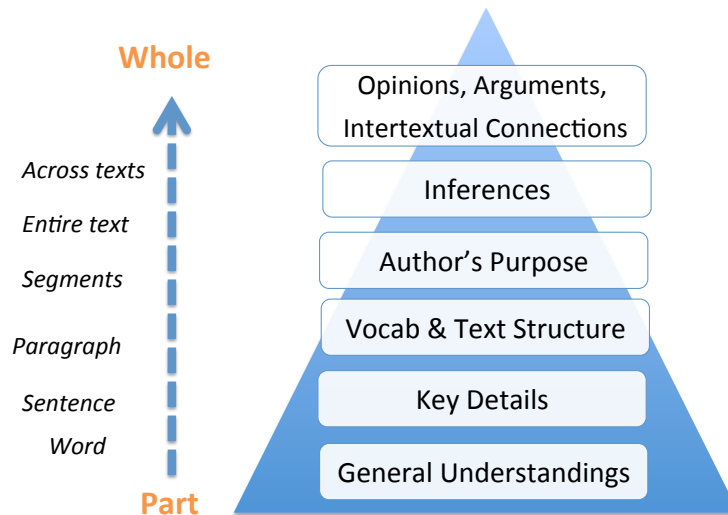 Whole
Across texts
Entire text
Segments
Paragraph
Sentence
Word
Part
Opinions, Arguments,
Intertextual Connections
Inferences
Author’s Purpose
Vocab & Text Structure
Key Details
General Understandings